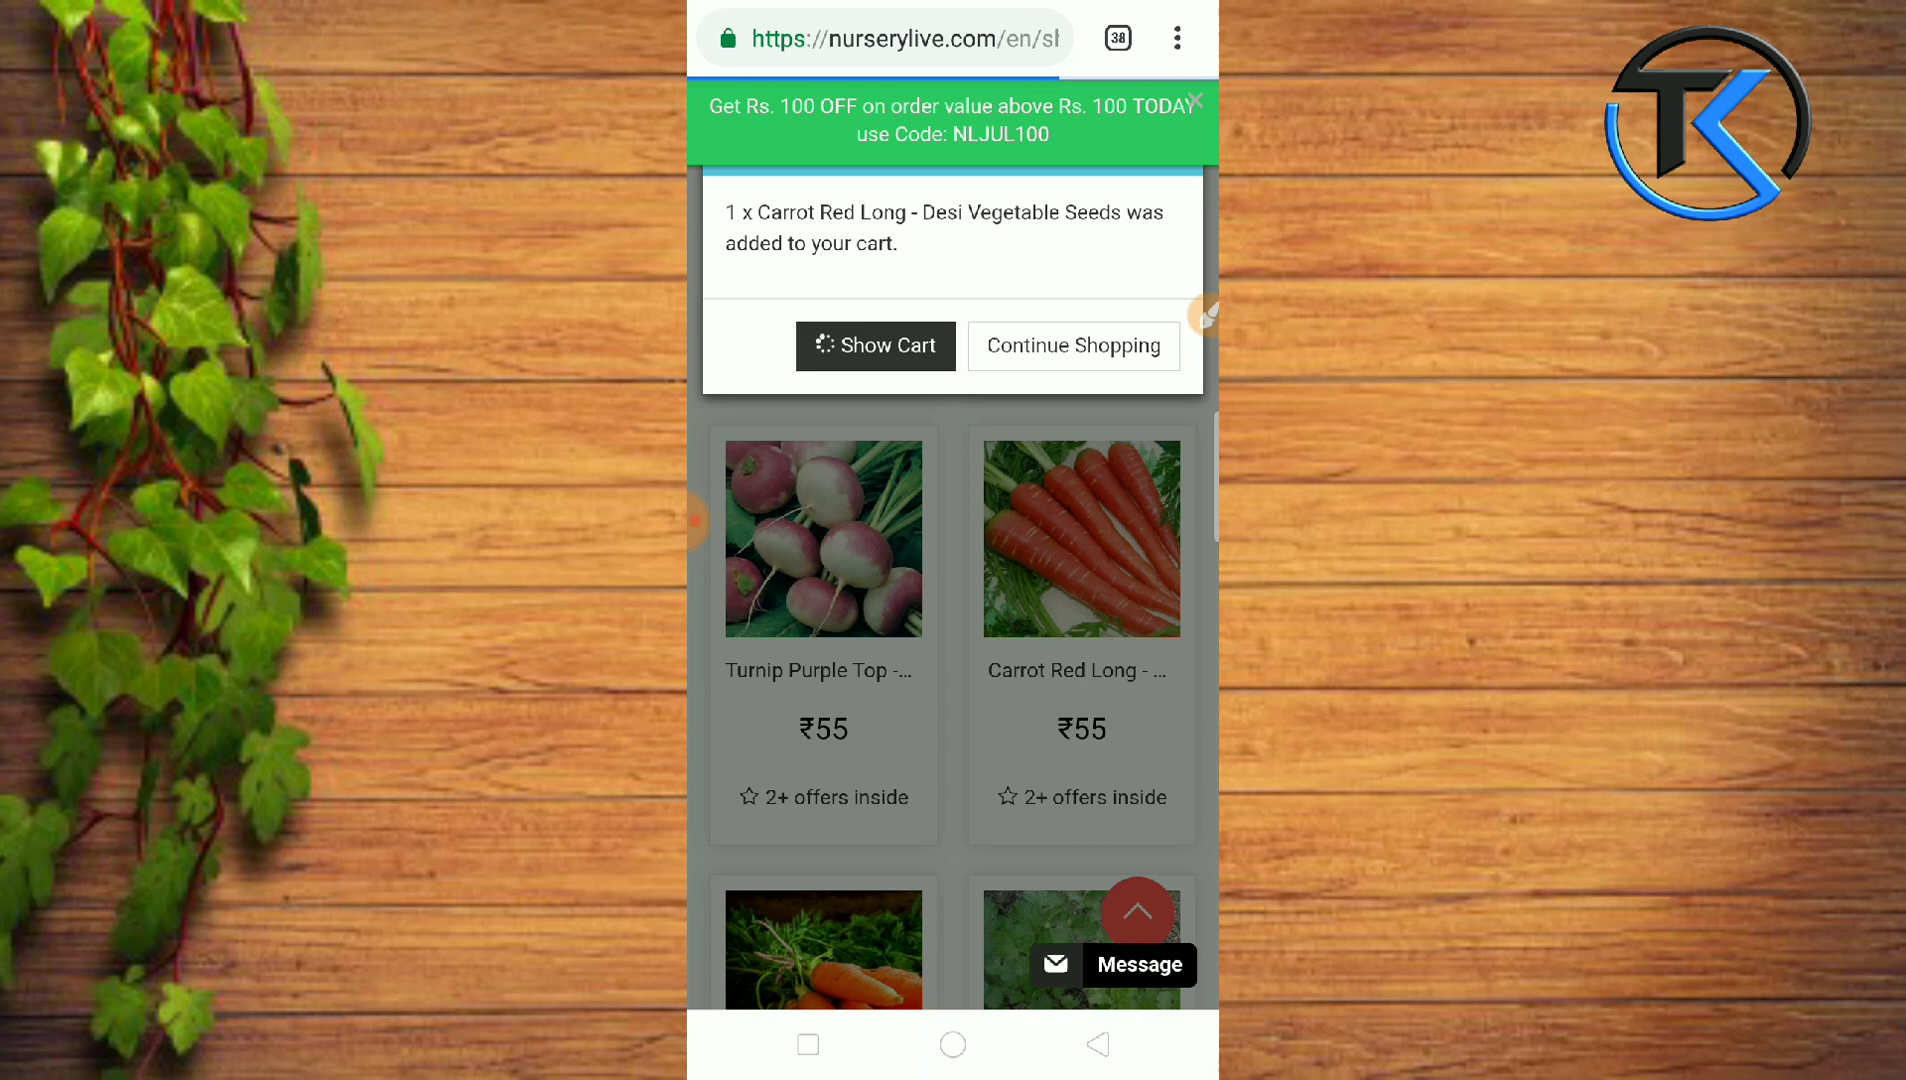 https://nurserylive.com/en/sh
38
Get Rs. 100 OFF on order value above Rs. 100 TODAY
use Code: NLJUL100
1 x Carrot Red Long - Desi Vegetable Seeds was
added to your cart.
Show Cart
Continue Shopping
Turnip Purple Top -...
Carrot Red Long - ...
₹55
₹55
2+ offers inside
2+ offers inside
Message
TK